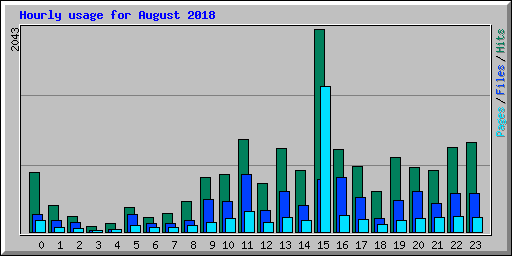 Hourly usage for August 2018
2043
Pages/Files/Hits
0 1 2 3 4 5 6 7 8 9 10 11 12 13 14 15 16 17 18 19 20 21 22 23